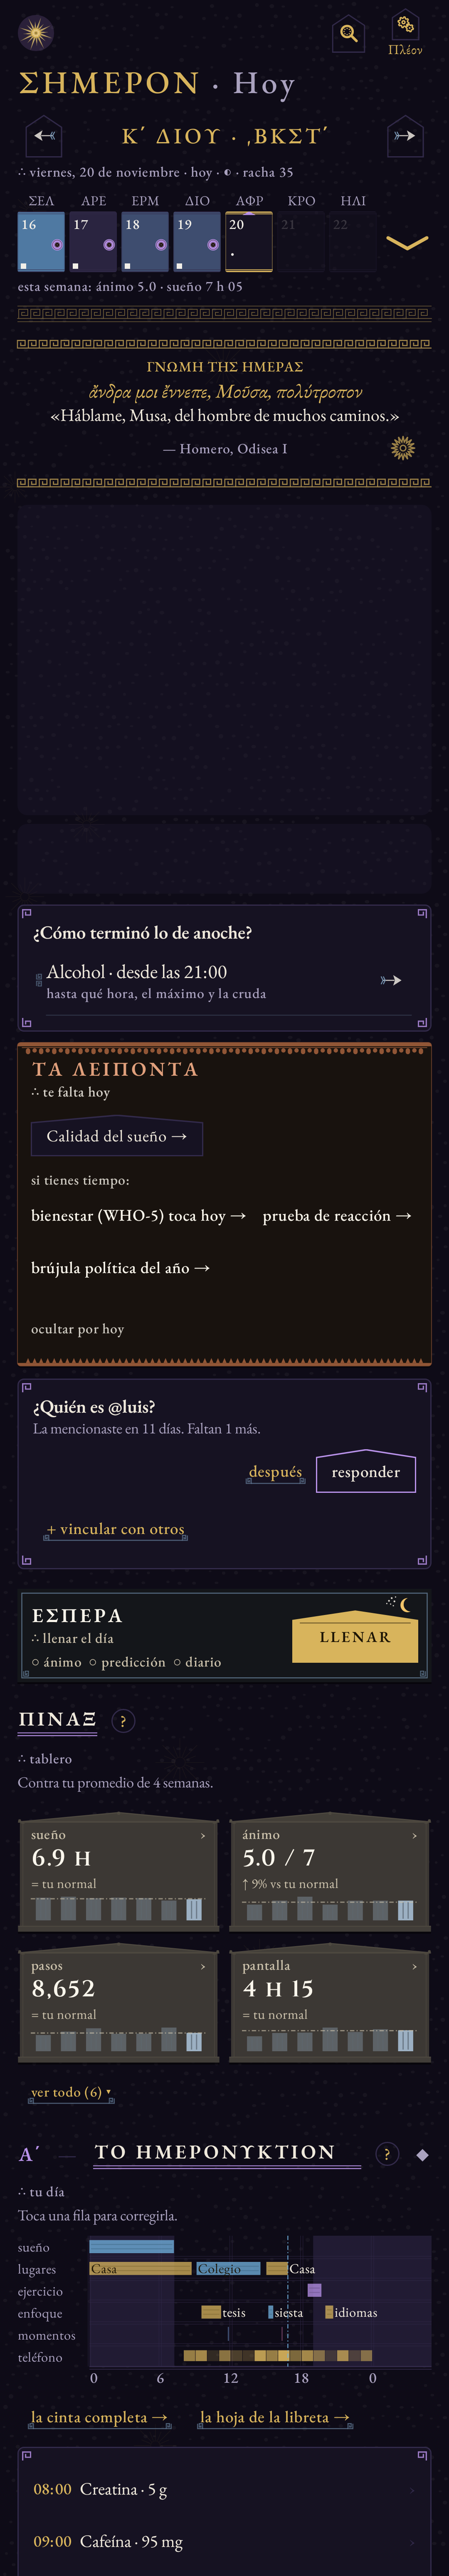 Πλέον
ΣΗΜΕΡΟΝ · Hoy
Κ΄ ΔΙΟΥ · ͵ΒΚΣΤ΄
∴ viernes, 20 de noviembre · hoy · ◐ · racha 35
ΣΕΛ ΑΡΕ ΕΡΜ ΔΙΟ ΑΦΡ ΚΡΟ ΗΛΙ
16 17 18 19 20 21 22
esta semana: ánimo 5.0 · sueño 7 h 05
ΓΝΩΜΗ ΤΗΣ ΗΜΕΡΑΣ
ἄνδρα μοι ἔννεπε, Μοῦσα, πολύτροπον
«Háblame, Musa, del hombre de muchos caminos.»
— Homero, Odisea I
¿Cómo terminó lo de anoche?
Alcohol · desde las 21:00
hasta qué hora, el máximo y la cruda
ΤΑ ΛΕΙΠΟΝΤΑ
∴ te falta hoy
Calidad del sueño →
si tienes tiempo:
bienestar (WHO-5) toca hoy → prueba de reacción →
brújula política del año →
ocultar por hoy
¿Quién es @luis?
La mencionaste en 11 días. Faltan 1 más.
después responder
+ vincular con otros
ΕΣΠΕΡΑ
∴ llenar el día
LLENAR
○ ánimo ○ predicción ○ diario
ΠΙΝΑΞ ?
∴ tablero
Contra tu promedio de 4 semanas.
sueño › ánimo ›
6.9 H 5.0 / 7
= tu normal ↑ 9% vs tu normal
pasos › pantalla ›
8,652 4 H 15
= tu normal = tu normal
ver todo (6) ▾
Α΄ — ΤΟ ΗΜΕΡΟΝΥΚΤΙΟΝ ? ◆
∴ tu día
Toca una fila para corregirla.
sueño
lugares Casa Colegio Casa
ejercicio
enfoque tesis siesta idiomas
momentos
teléfono
0 6 12 18 0
la cinta completa → la hoja de la libreta →
08:00 Creatina · 5 g ›
09:00 Cafeína · 95 mg ›